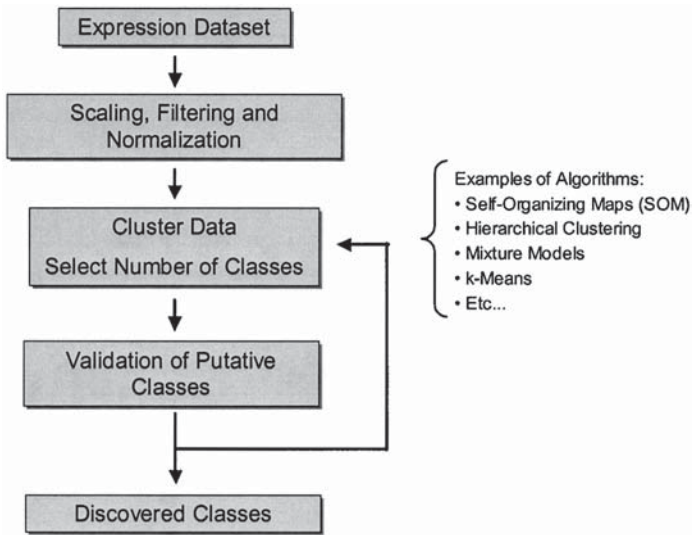 Expression Dataset
Scaling, Filtering and
Normalization
Cluster Data
Select Number of Classes
Validation of Putative
Classes
Discovered Classes
Examples of Algorithms:
• Self-Organizing Maps (SOM)
• Hierarchical Clustering
• Mixture Models
• k-Means
• Etc...